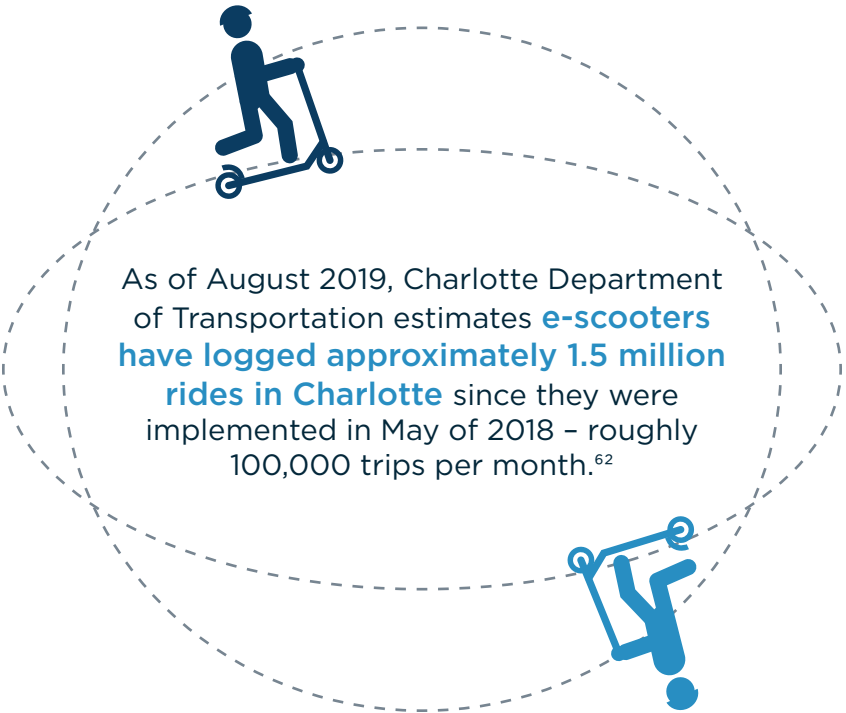 As of August 2019, Charlotte Department
of Transportation estimates e-scooters
have logged approximately 1.5 million
rides in Charlotte since they were
implemented in May of 2018 – roughly
100,000 trips per month.⁶²